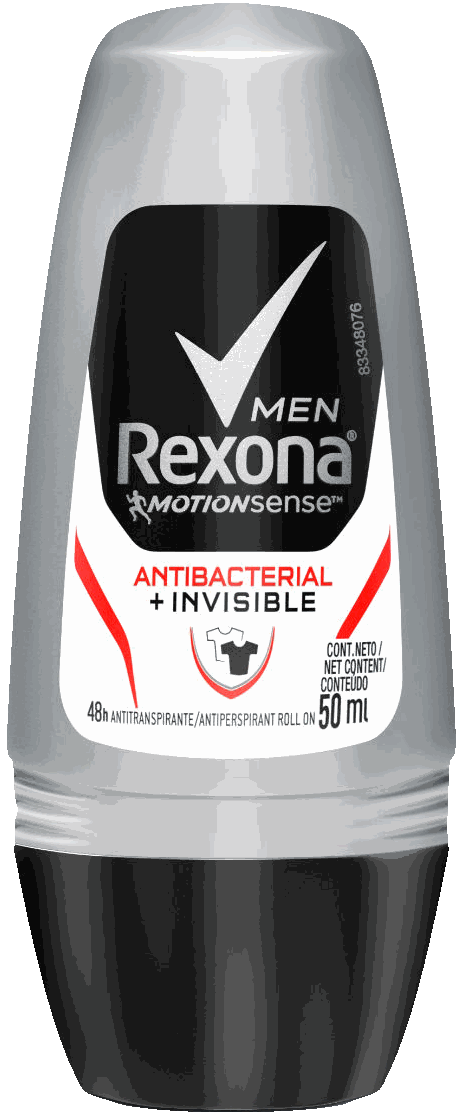 83348076
MEN
Rexona®
MOTIONsense™
ANTIBACTERIAL
+ INVISIBLE
CONT.NETO /
NET CONTENT/
CONTEÚDO
48h ANTITRANSPIRANTE/ANTIPERSPIRANT ROLL ON 50 ml